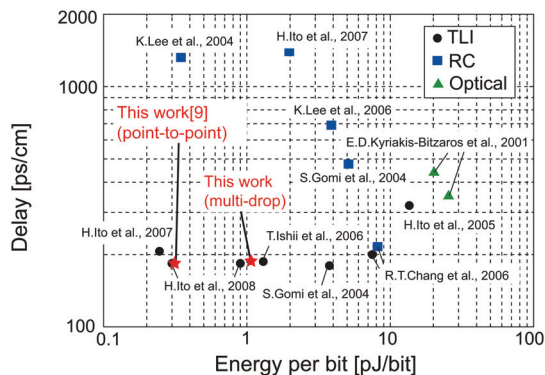 2000
1000
100
Delay [ps/cm]
K.Lee et al., 2004
H.Ito et al., 2007
TLI
RC
Optical
This work[9]
(point-to-point)
K.Lee et al., 2006
E.D.Kyriakis-Bitzaros et al., 2001
This work
(multi-drop)
S.Gomi et al., 2004
H.Ito et al., 2005
H.Ito et al., 2007
T.Ishii et al., 2006
H.Ito et al., 2008
S.Gomi et al., 2004
R.T.Chang et al., 2006
0.1
1
10
100
Energy per bit [pJ/bit]